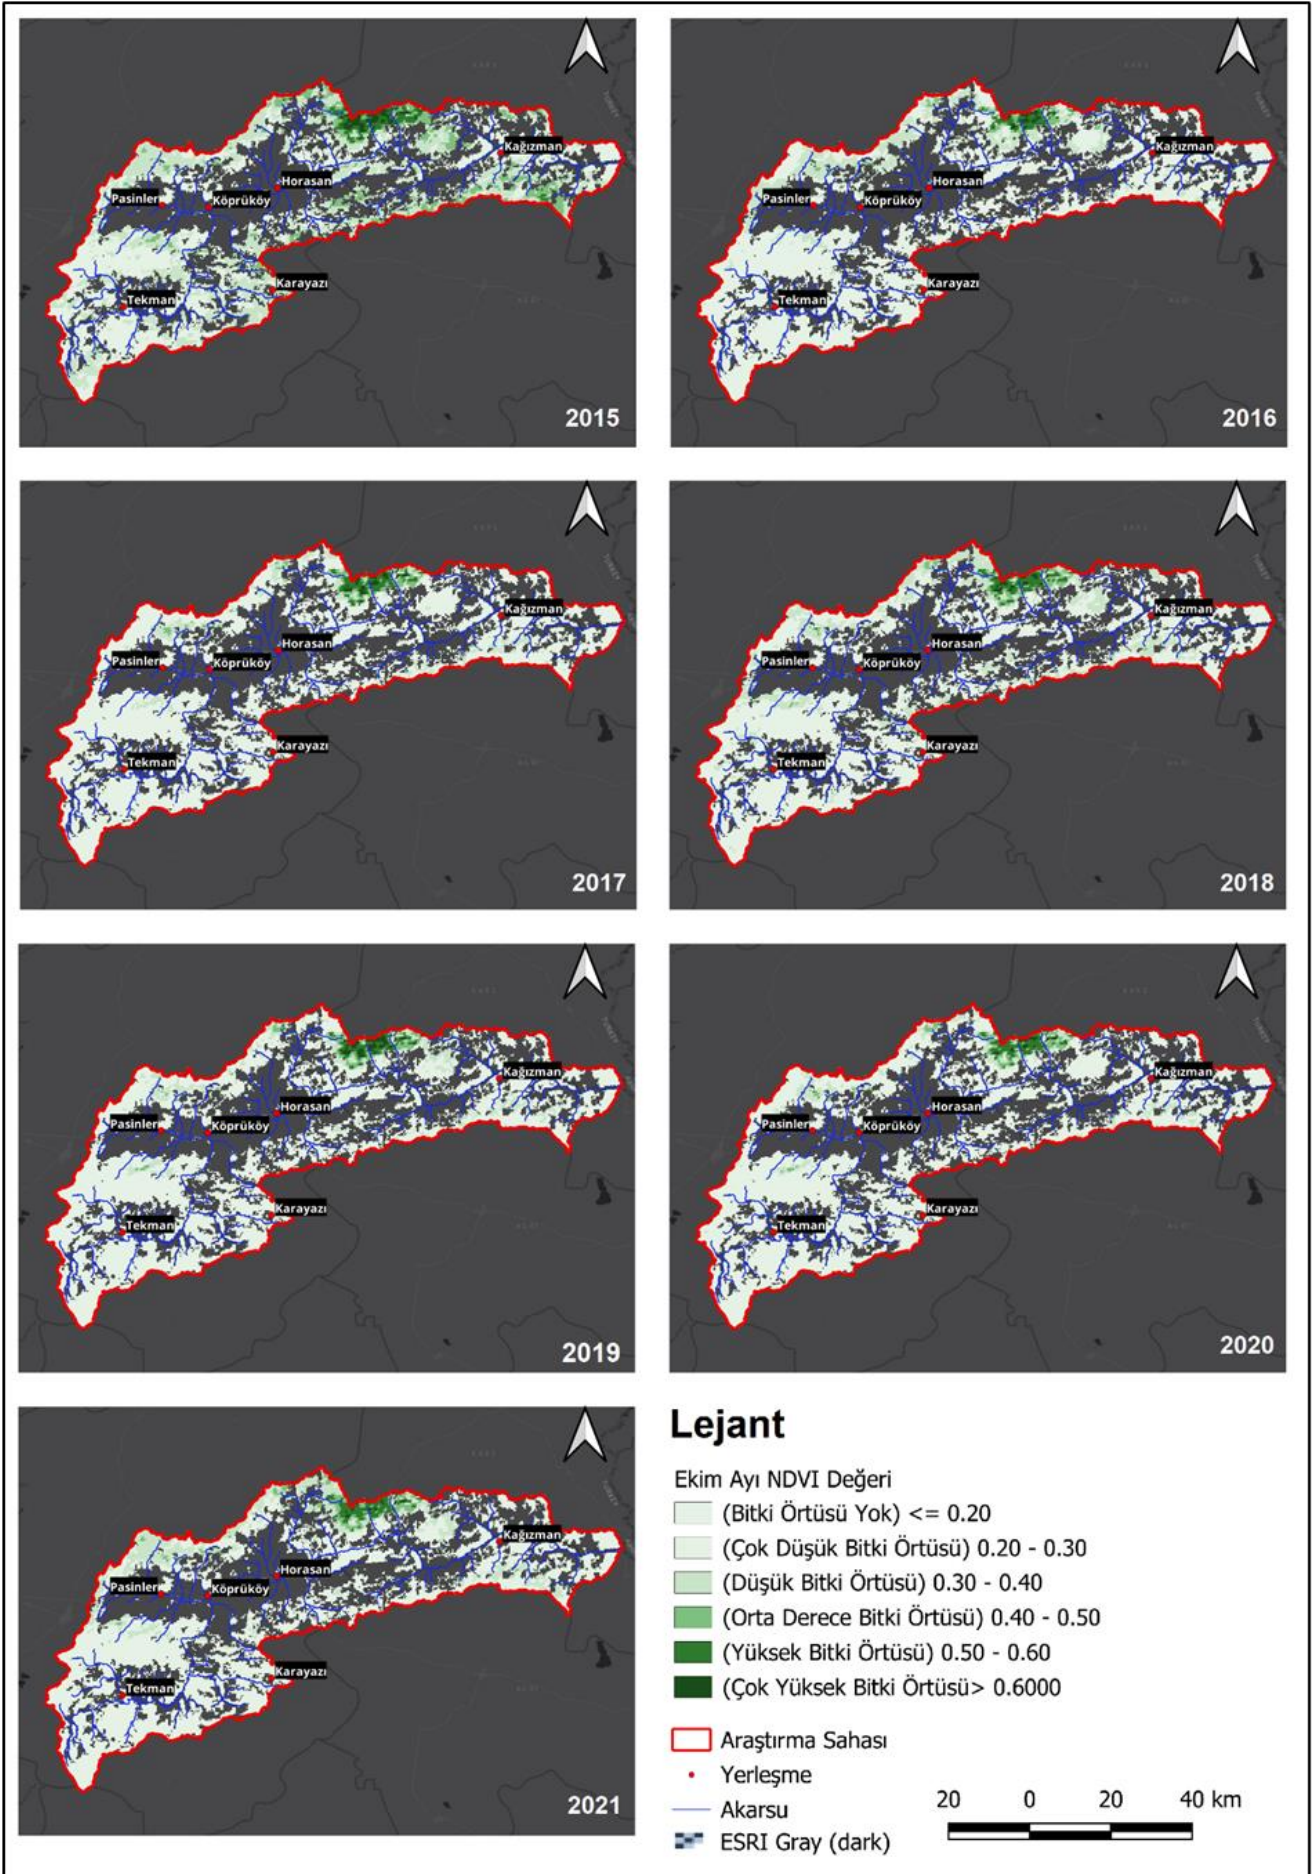 Kağızman
Horasan
Pasinler
Köprüköy
Karayazı
Tekman
2015
Kağızman
Horasan
Pasinler
Köprüköy
Karayazı
Tekman
2016
Kağızman
Horasan
Pasinler
Köprüköy
Karayazı
Tekman
2017
Kağızman
Horasan
Pasinler
Köprüköy
Karayazı
Tekman
2018
Kağızman
Horasan
Pasinler
Köprüköy
Karayazı
Tekman
2019
Kağızman
Horasan
Pasinler
Köprüköy
Karayazı
Tekman
2020
Kağızman
Horasan
Pasinler
Köprüköy
Karayazı
Tekman
2021
Lejant
Ekim Ayı NDVI Değeri
(Bitki Örtüsü Yok) <= 0.20
(Çok Düşük Bitki Örtüsü) 0.20 - 0.30
(Düşük Bitki Örtüsü) 0.30 - 0.40
(Orta Derece Bitki Örtüsü) 0.40 - 0.50
(Yüksek Bitki Örtüsü) 0.50 - 0.60
(Çok Yüksek Bitki Örtüsü> 0.6000
Araştırma Sahası
Yerleşme
Akarsu
ESRI Gray (dark)
20 0 20 40 km